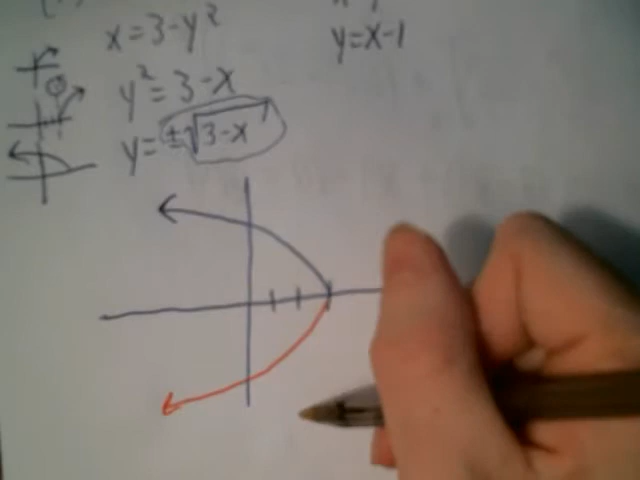 x = 3 - y²
y = x - 1
y² = 3 - x
y = ±√(3 - x)